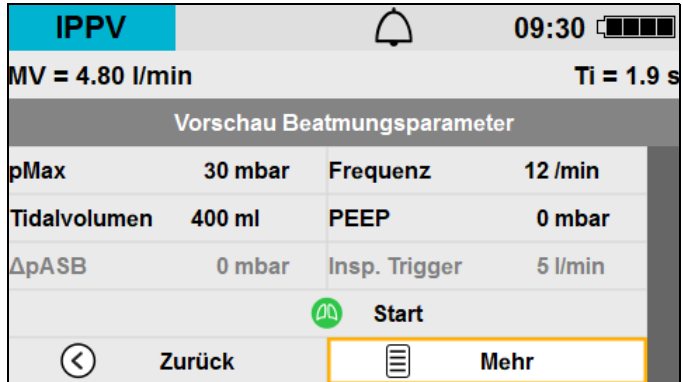 IPPV 09:30
MV = 4.80 l/min Ti = 1.9 s
Vorschau Beatmungsparameter
pMax 30 mbar Frequenz 12 /min
Tidalvolumen 400 ml PEEP 0 mbar
ΔpASB 0 mbar Insp. Trigger 5 l/min
Start
Zurück Mehr